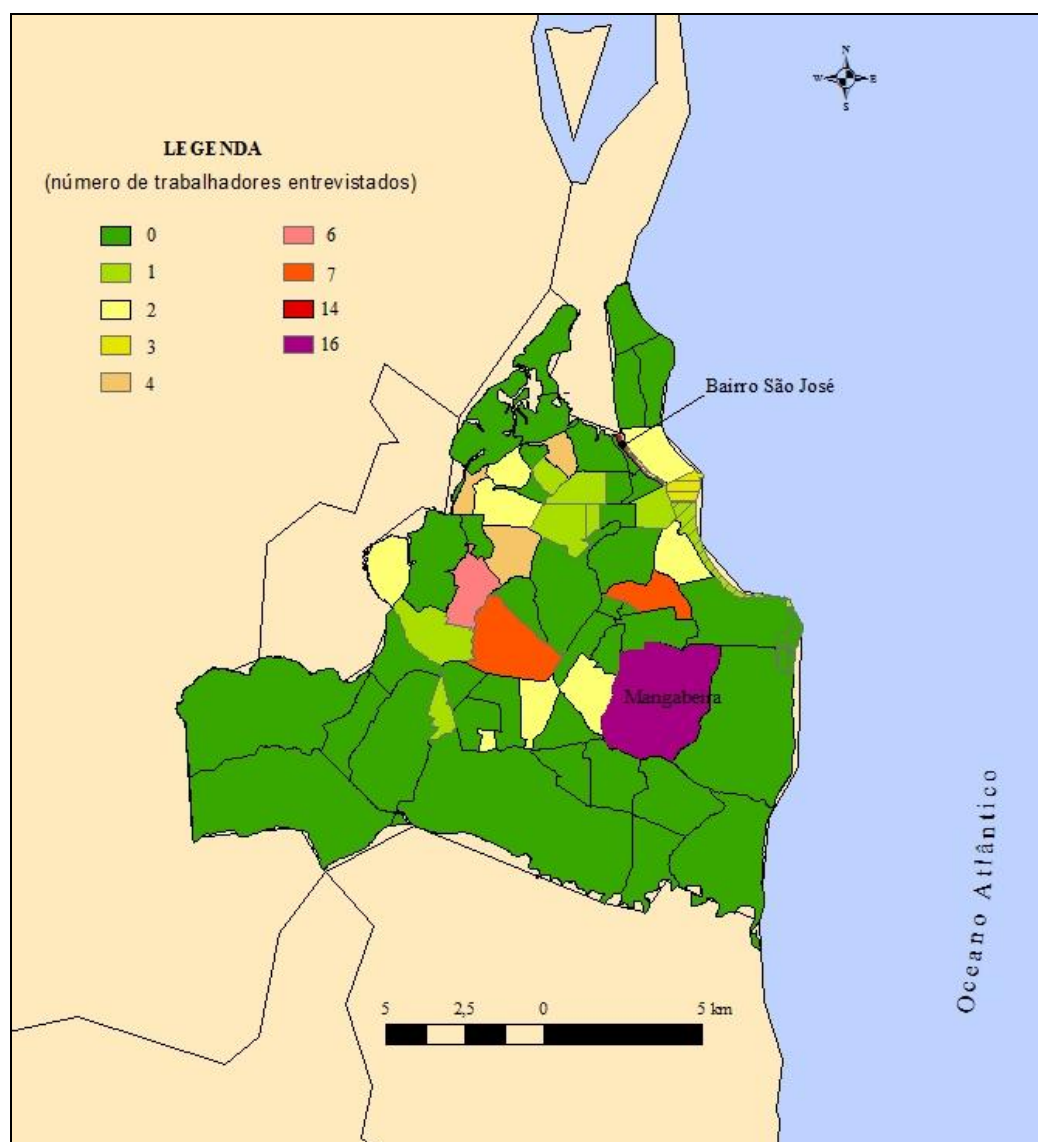 N
W E
S
LEGENDA
(número de trabalhadores entrevistados)
0
1
2
3
4
6
7
14
16
Bairro São José
Mangabeira
Oceano Atlântico
5 2,5 0 5 km